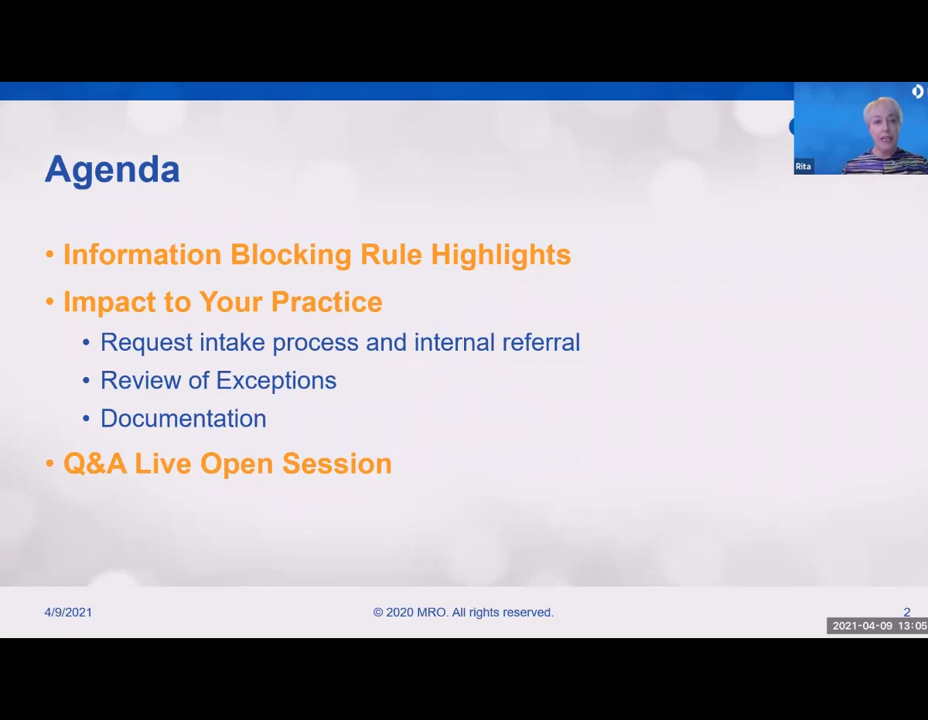 Rita
Agenda
• Information Blocking Rule Highlights
• Impact to Your Practice
• Request intake process and internal referral
• Review of Exceptions
• Documentation
• Q&A Live Open Session
4/9/2021
© 2020 MRO. All rights reserved.
2
2021-04-09 13:05